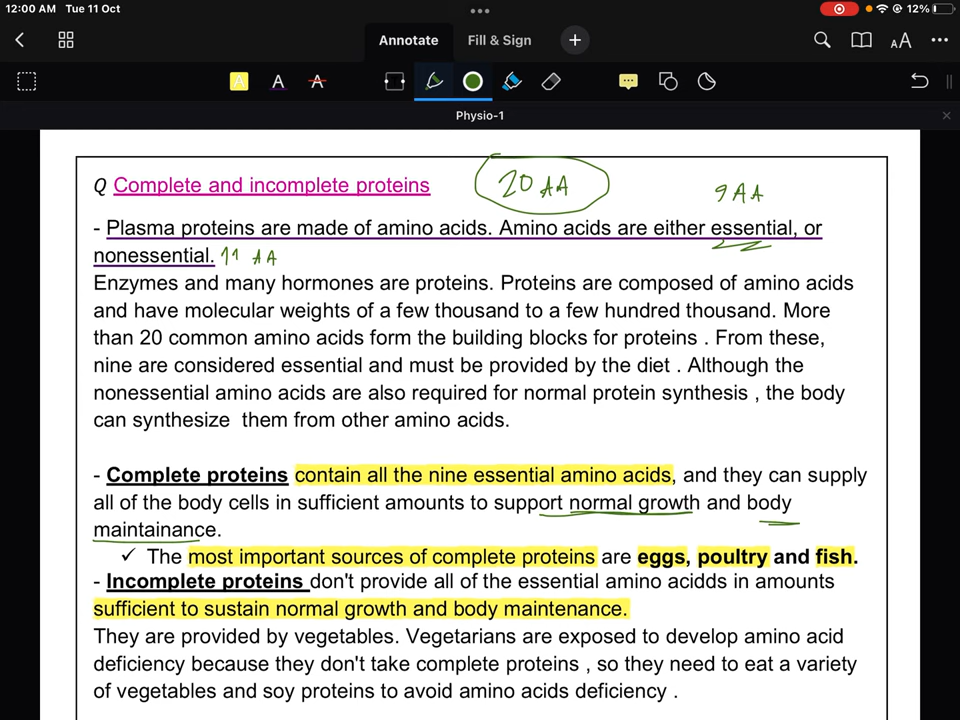 12:00 AM Tue 11 Oct
12%
Annotate Fill & Sign
AA
A A A
Physio-1
Q Complete and incomplete proteins
20 AA
9 AA
- Plasma proteins are made of amino acids. Amino acids are either essential, or
nonessential. 11 AA
Enzymes and many hormones are proteins. Proteins are composed of amino acids
and have molecular weights of a few thousand to a few hundred thousand. More
than 20 common amino acids form the building blocks for proteins . From these,
nine are considered essential and must be provided by the diet . Although the
nonessential amino acids are also required for normal protein synthesis , the body
can synthesize them from other amino acids.
- Complete proteins contain all the nine essential amino acids, and they can supply
all of the body cells in sufficient amounts to support normal growth and body
maintainance.
✓ The most important sources of complete proteins are eggs, poultry and fish.
- Incomplete proteins don't provide all of the essential amino acidds in amounts
sufficient to sustain normal growth and body maintenance.
They are provided by vegetables. Vegetarians are exposed to develop amino acid
deficiency because they don't take complete proteins , so they need to eat a variety
of vegetables and soy proteins to avoid amino acids deficiency .